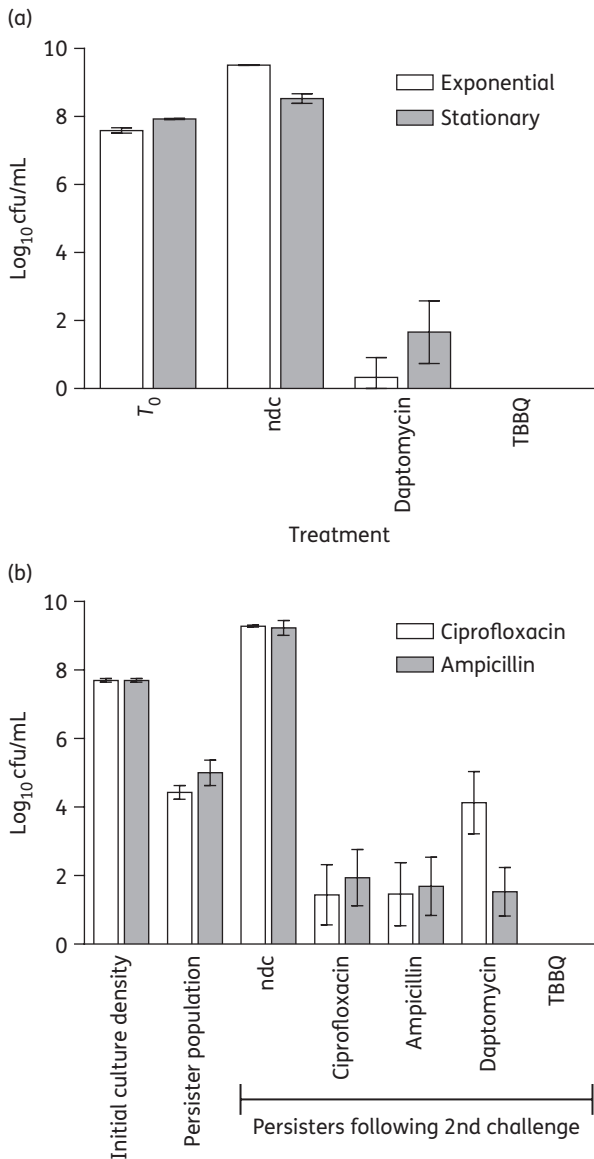 (a)
10
8
6
4
2
0
Log10 cfu/mL
Exponential
Stationary
T0
ndc
Daptomycin
TBBQ
Treatment
(b)
10
8
6
4
2
0
Log10 cfu/mL
Ciprofloxacin
Ampicillin
Initial culture density
Persister population
ndc
Ciprofloxacin
Ampicillin
Daptomycin
TBBQ
Persisters following 2nd challenge